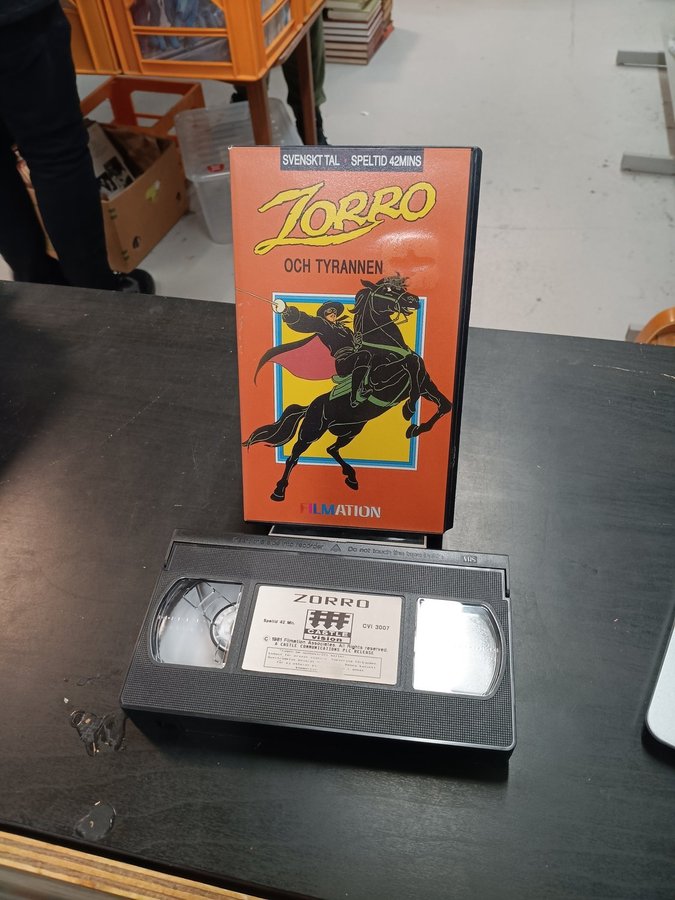 SVENSKT TAL • SPELTID 42MINS
ZORRO
OCH TYRANNEN
FILMATION
Do not touch the tape inside
VHS
ZORRO
Speltid 42 Min.
CVI 3007
CASTLE
vision
© 1981 Filmation Associates. All Rights reserved.
A CASTLE COMMUNICATIONS PLC RELEASE